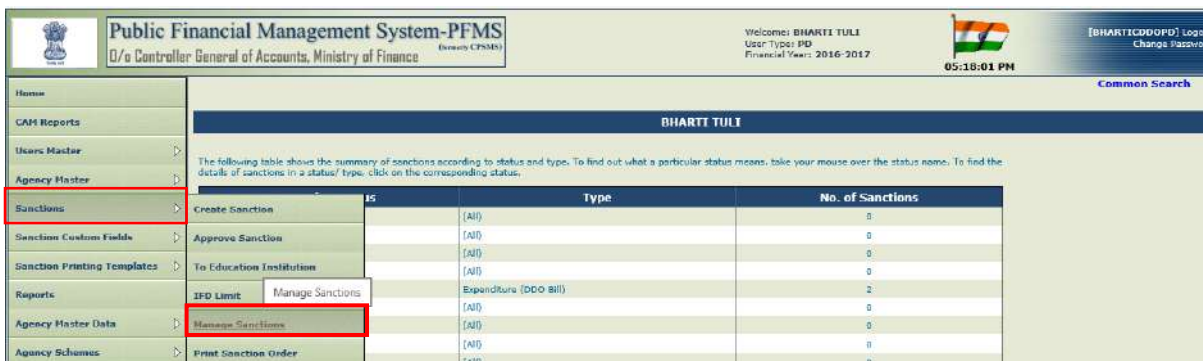 Public Financial Management System-PFMS
(formerly CPSMS)
O/o Controller General of Accounts, Ministry of Finance
Welcome: BHARTI TULI
User Type: PD
Financial Year: 2016-2017
05:18:01 PM
[BHARTICDDOPD] Logo
Change Passwo
Common Search
Home
CAM Reports
Users Master
Agency Master
Sanctions
Sanction Custom Fields
Sanction Printing Templates
Reports
Agency Master Data
Agency Schemes
Create Sanction
Approve Sanction
To Education Institution
IFD Limit
Manage Sanctions
Manage Sanctions
Print Sanction Order
BHARTI TULI
The following table shows the summary of sanctions according to status and type. To find out what a particular status means, take your mouse over the status name. To find the
details of sanctions in a status/ type, click on the corresponding status.
us Type No. of Sanctions
(All) 0
(All) 0
(All) 0
(All) 0
Expenditure (DDO Bill) 2
(All) 0
(All) 0
(All) 0